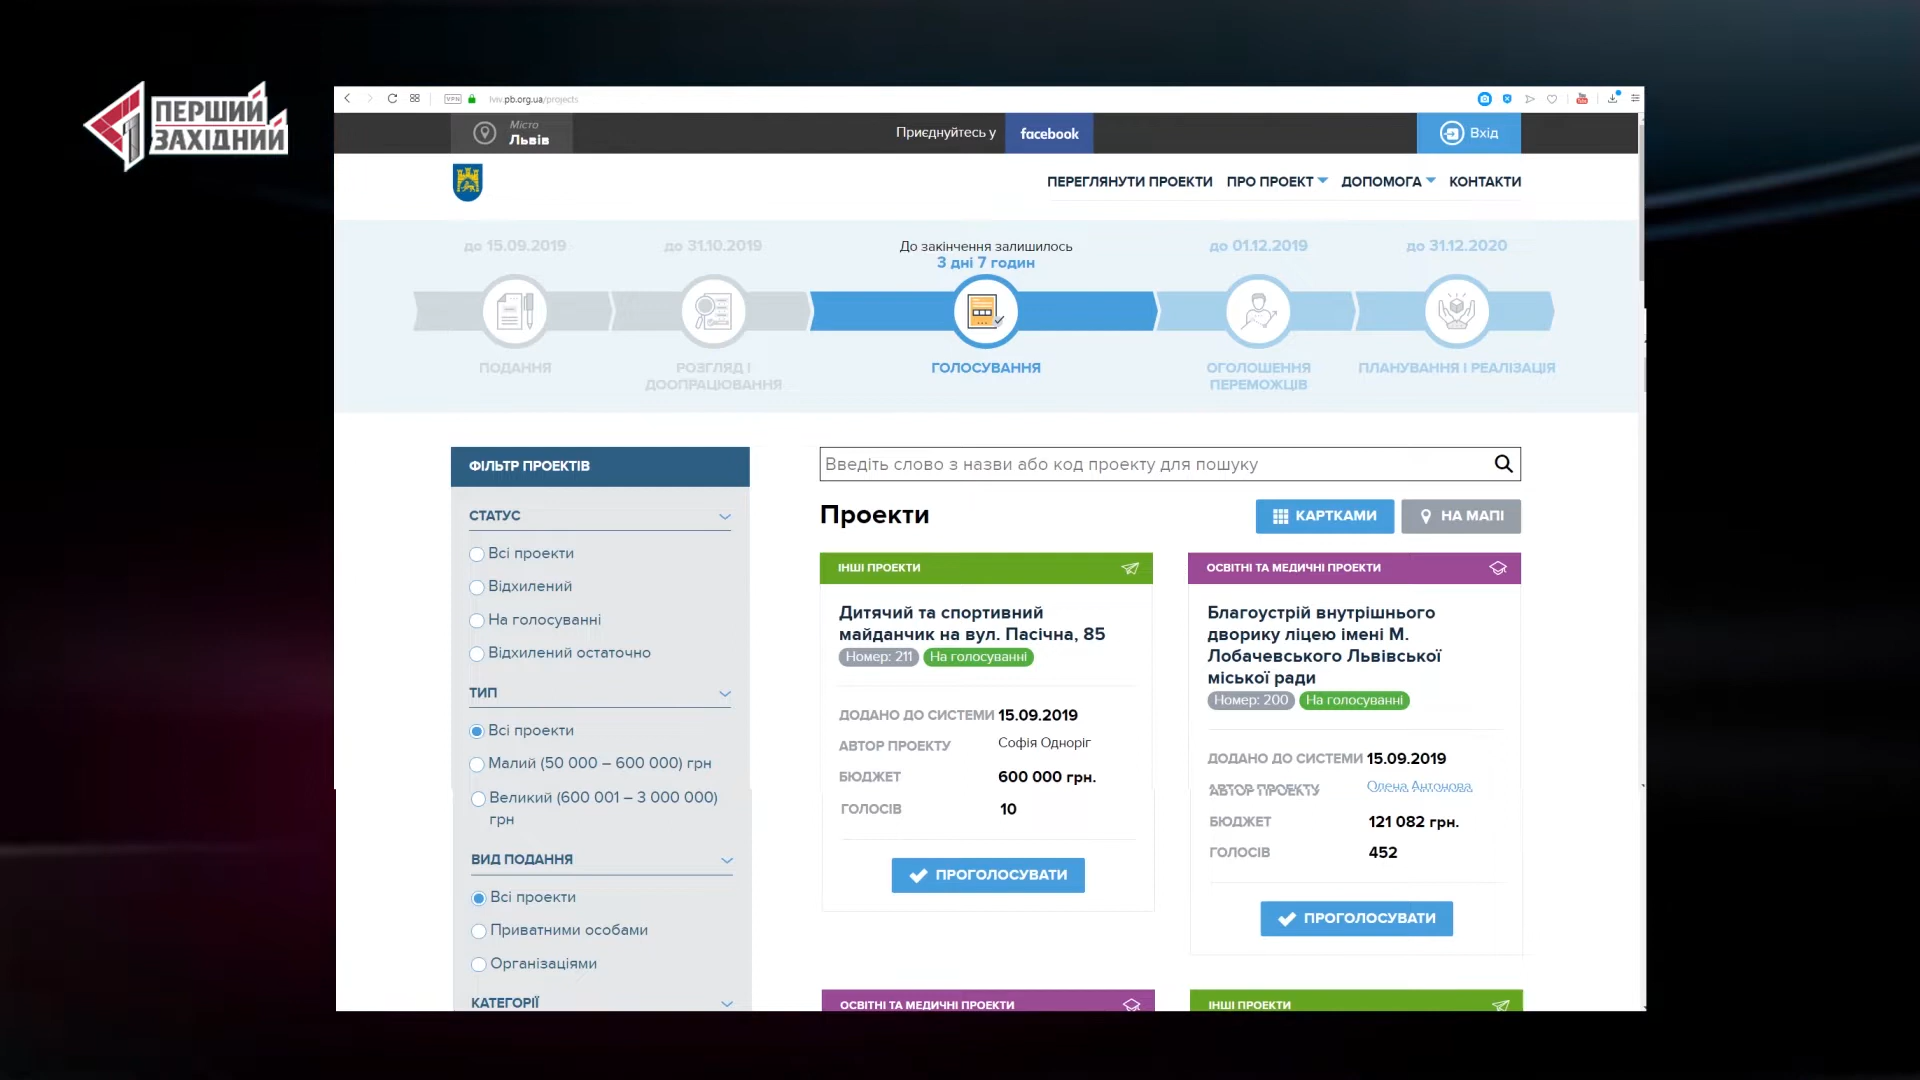 ПЕРШИЙ
ЗАХІДНИЙ
VPN lviv.pb.org.ua/projects
Місто
Львів
Приєднуйтесь у facebook
Вхід
ПЕРЕГЛЯНУТИ ПРОЕКТИ ПРО ПРОЕКТ ДОПОМОГА КОНТАКТИ
до 15.09.2019
до 31.10.2019
До закінчення залишилось
3 дні 7 годин
до 01.12.2019
до 31.12.2020
ПОДАННЯ
РОЗГЛЯД І
ДООПРАЦЮВАННЯ
ГОЛОСУВАННЯ
ОГОЛОШЕННЯ
ПЕРЕМОЖЦІВ
ПЛАНУВАННЯ І РЕАЛІЗАЦІЯ
ФІЛЬТР ПРОЕКТІВ
СТАТУС
Всі проекти
Відхилений
На голосуванні
Відхилений остаточно
ТИП
Всі проекти
Малий (50 000 – 600 000) грн
Великий (600 001 – 3 000 000)
грн
ВИД ПОДАННЯ
Всі проекти
Приватними особами
Організаціями
КАТЕГОРІЇ
Введіть слово з назви або код проекту для пошуку
Проекти
КАРТКАМИ
НА МАПІ
ІНШІ ПРОЕКТИ
Дитячий та спортивний
майданчик на вул. Пасічна, 85
Номер: 211 На голосуванні
ДОДАНО ДО СИСТЕМИ 15.09.2019
АВТОР ПРОЕКТУ Софія Одноріг
БЮДЖЕТ 600 000 грн.
ГОЛОСІВ 10
ПРОГОЛОСУВАТИ
ОСВІТНІ ТА МЕДИЧНІ ПРОЕКТИ
Благоустрій внутрішнього
дворику ліцею імені М.
Лобачевського Львівської
міської ради
Номер: 200 На голосуванні
ДОДАНО ДО СИСТЕМИ 15.09.2019
АВТОР ПРОЕКТУ Олена Антонова
БЮДЖЕТ 121 082 грн.
ГОЛОСІВ 452
ПРОГОЛОСУВАТИ
ОСВІТНІ ТА МЕДИЧНІ ПРОЕКТИ
ІНШІ ПРОЕКТИ